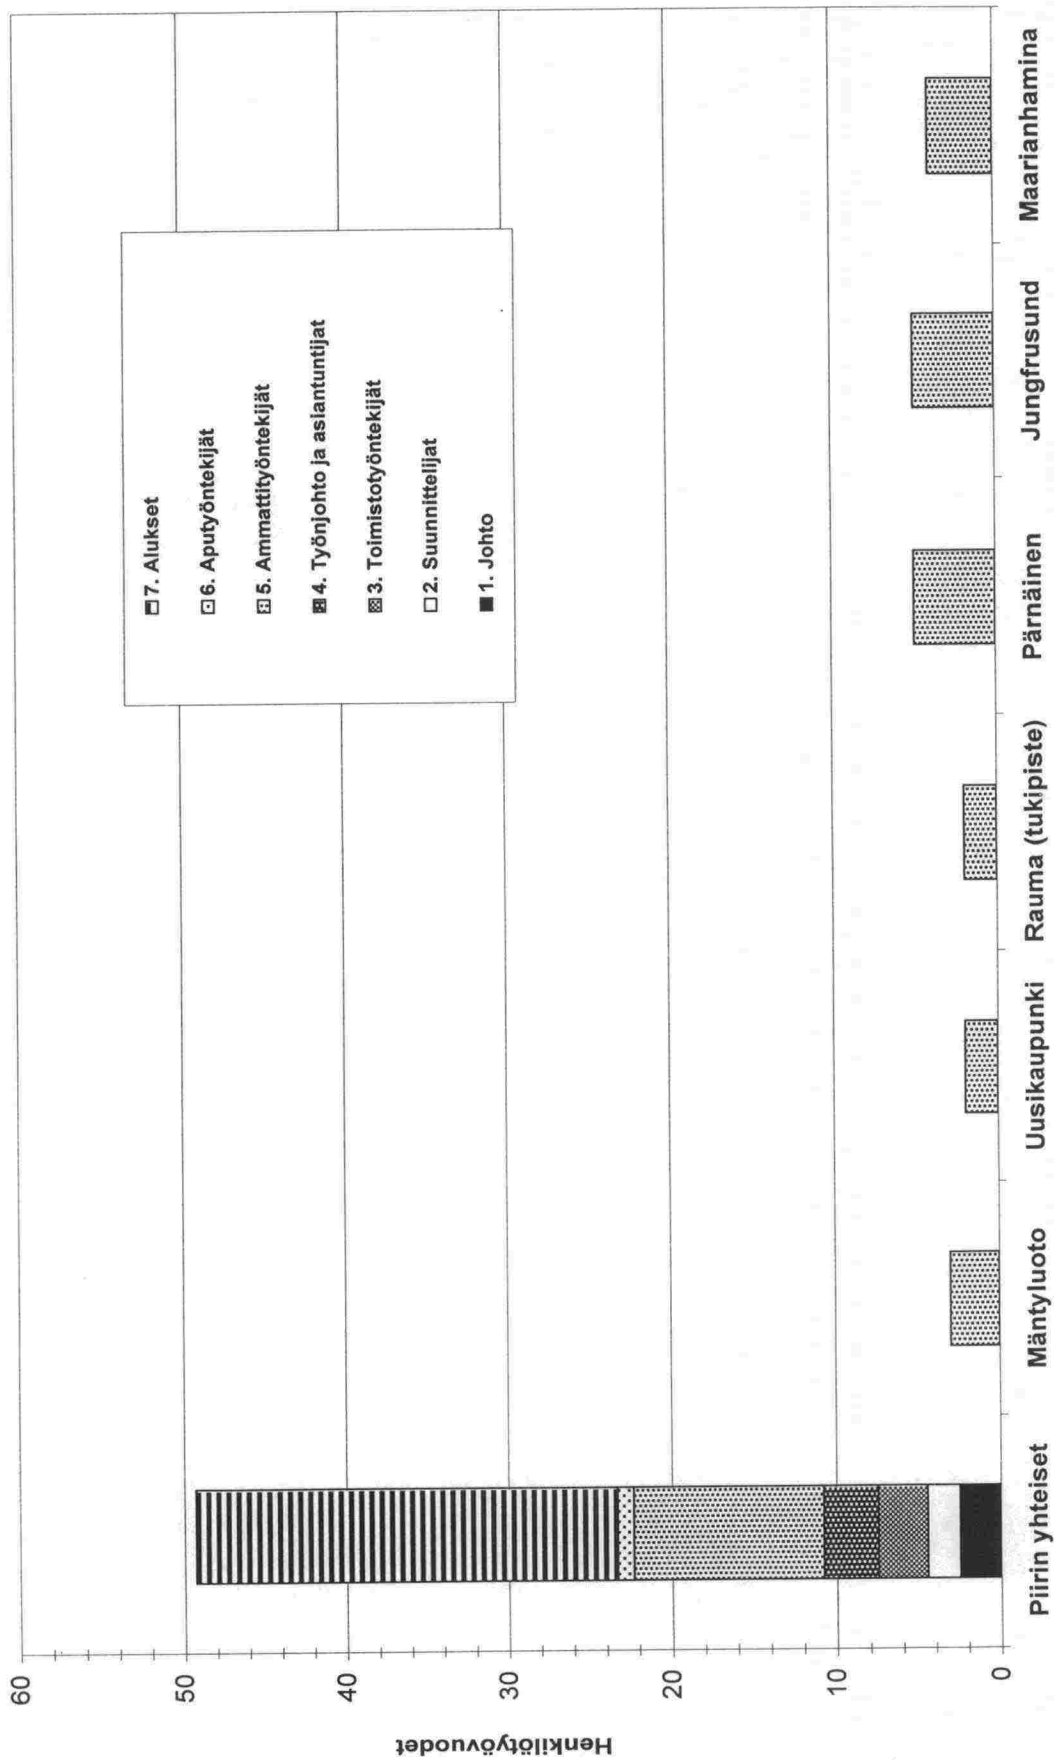 Henkilötyövuodet
60
50
40
30
20
10
0
7. Alukset
6. Aputyöntekijät
5. Ammattityöntekijät
4. Työnjohto ja asiantuntijat
3. Toimistotyöntekijät
2. Suunnittelijat
1. Johto
Piirin yhteiset
Mäntyluoto
Uusikaupunki
Rauma (tukipiste)
Pärnäinen
Jungfrusund
Maarianhamina